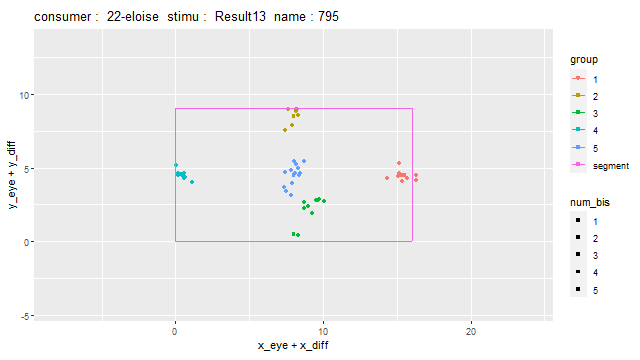 consumer : 22-eloise stimu : Result13 name : 795
y_eye + y_diff
10
5
0
-5
0
10
20
x_eye + x_diff
group
1
2
3
4
5
segment
num_bis
1
2
3
4
5